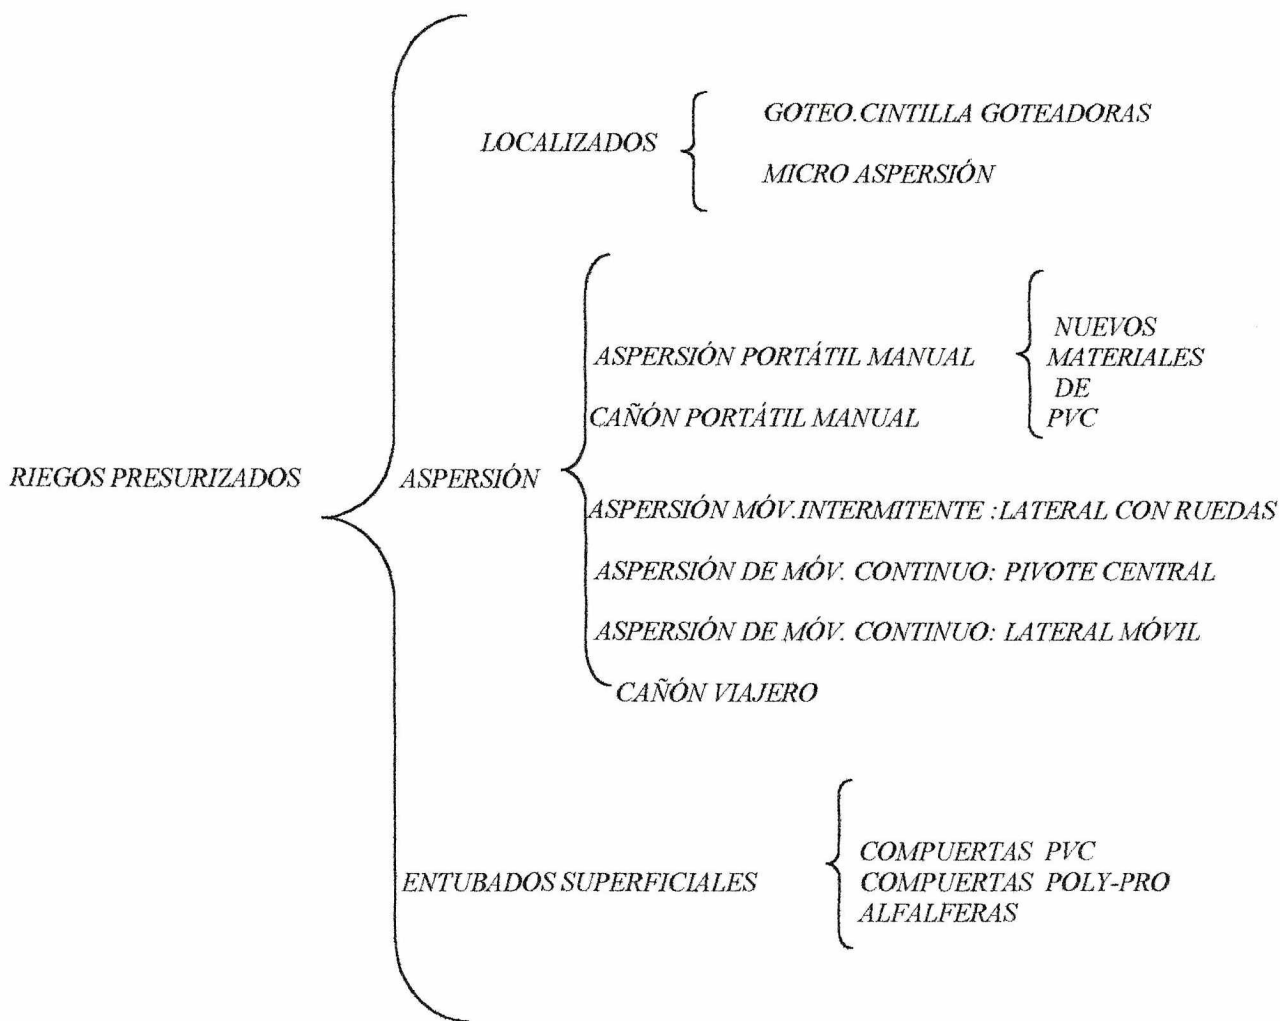 RIEGOS PRESURIZADOS
LOCALIZADOS
GOTEO.CINTILLA GOTEADORAS
MICRO ASPERSIÓN
ASPERSIÓN
ASPERSIÓN PORTÁTIL MANUAL
NUEVOS
MATERIALES
DE
PVC
CAÑÓN PORTÁTIL MANUAL
ASPERSIÓN MÓV.INTERMITENTE :LATERAL CON RUEDAS
ASPERSIÓN DE MÓV. CONTINUO: PIVOTE CENTRAL
ASPERSIÓN DE MÓV. CONTINUO: LATERAL MÓVIL
CAÑÓN VIAJERO
ENTUBADOS SUPERFICIALES
COMPUERTAS PVC
COMPUERTAS POLY-PRO
ALFALFERAS